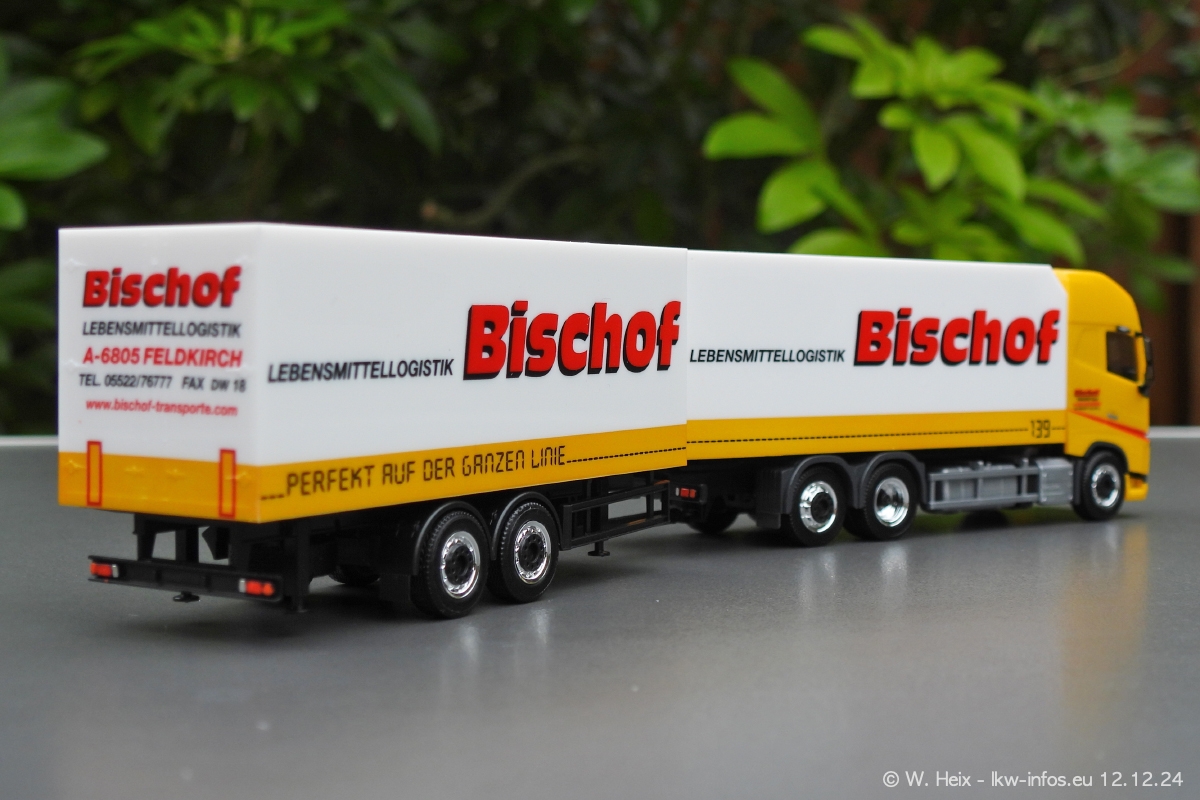 Bischof
LEBENSMITTELLOGISTIK
A-6805 FELDKIRCH
TEL. 05522/76777 FAX DW 18
www.bischof-transporte.com
LEBENSMITTELLOGISTIK Bischof
PERFEKT AUF DER GANZEN LINIE
LEBENSMITTELLOGISTIK Bischof
139
Bischof
© W. Heix - lkw-infos.eu 12.12.24